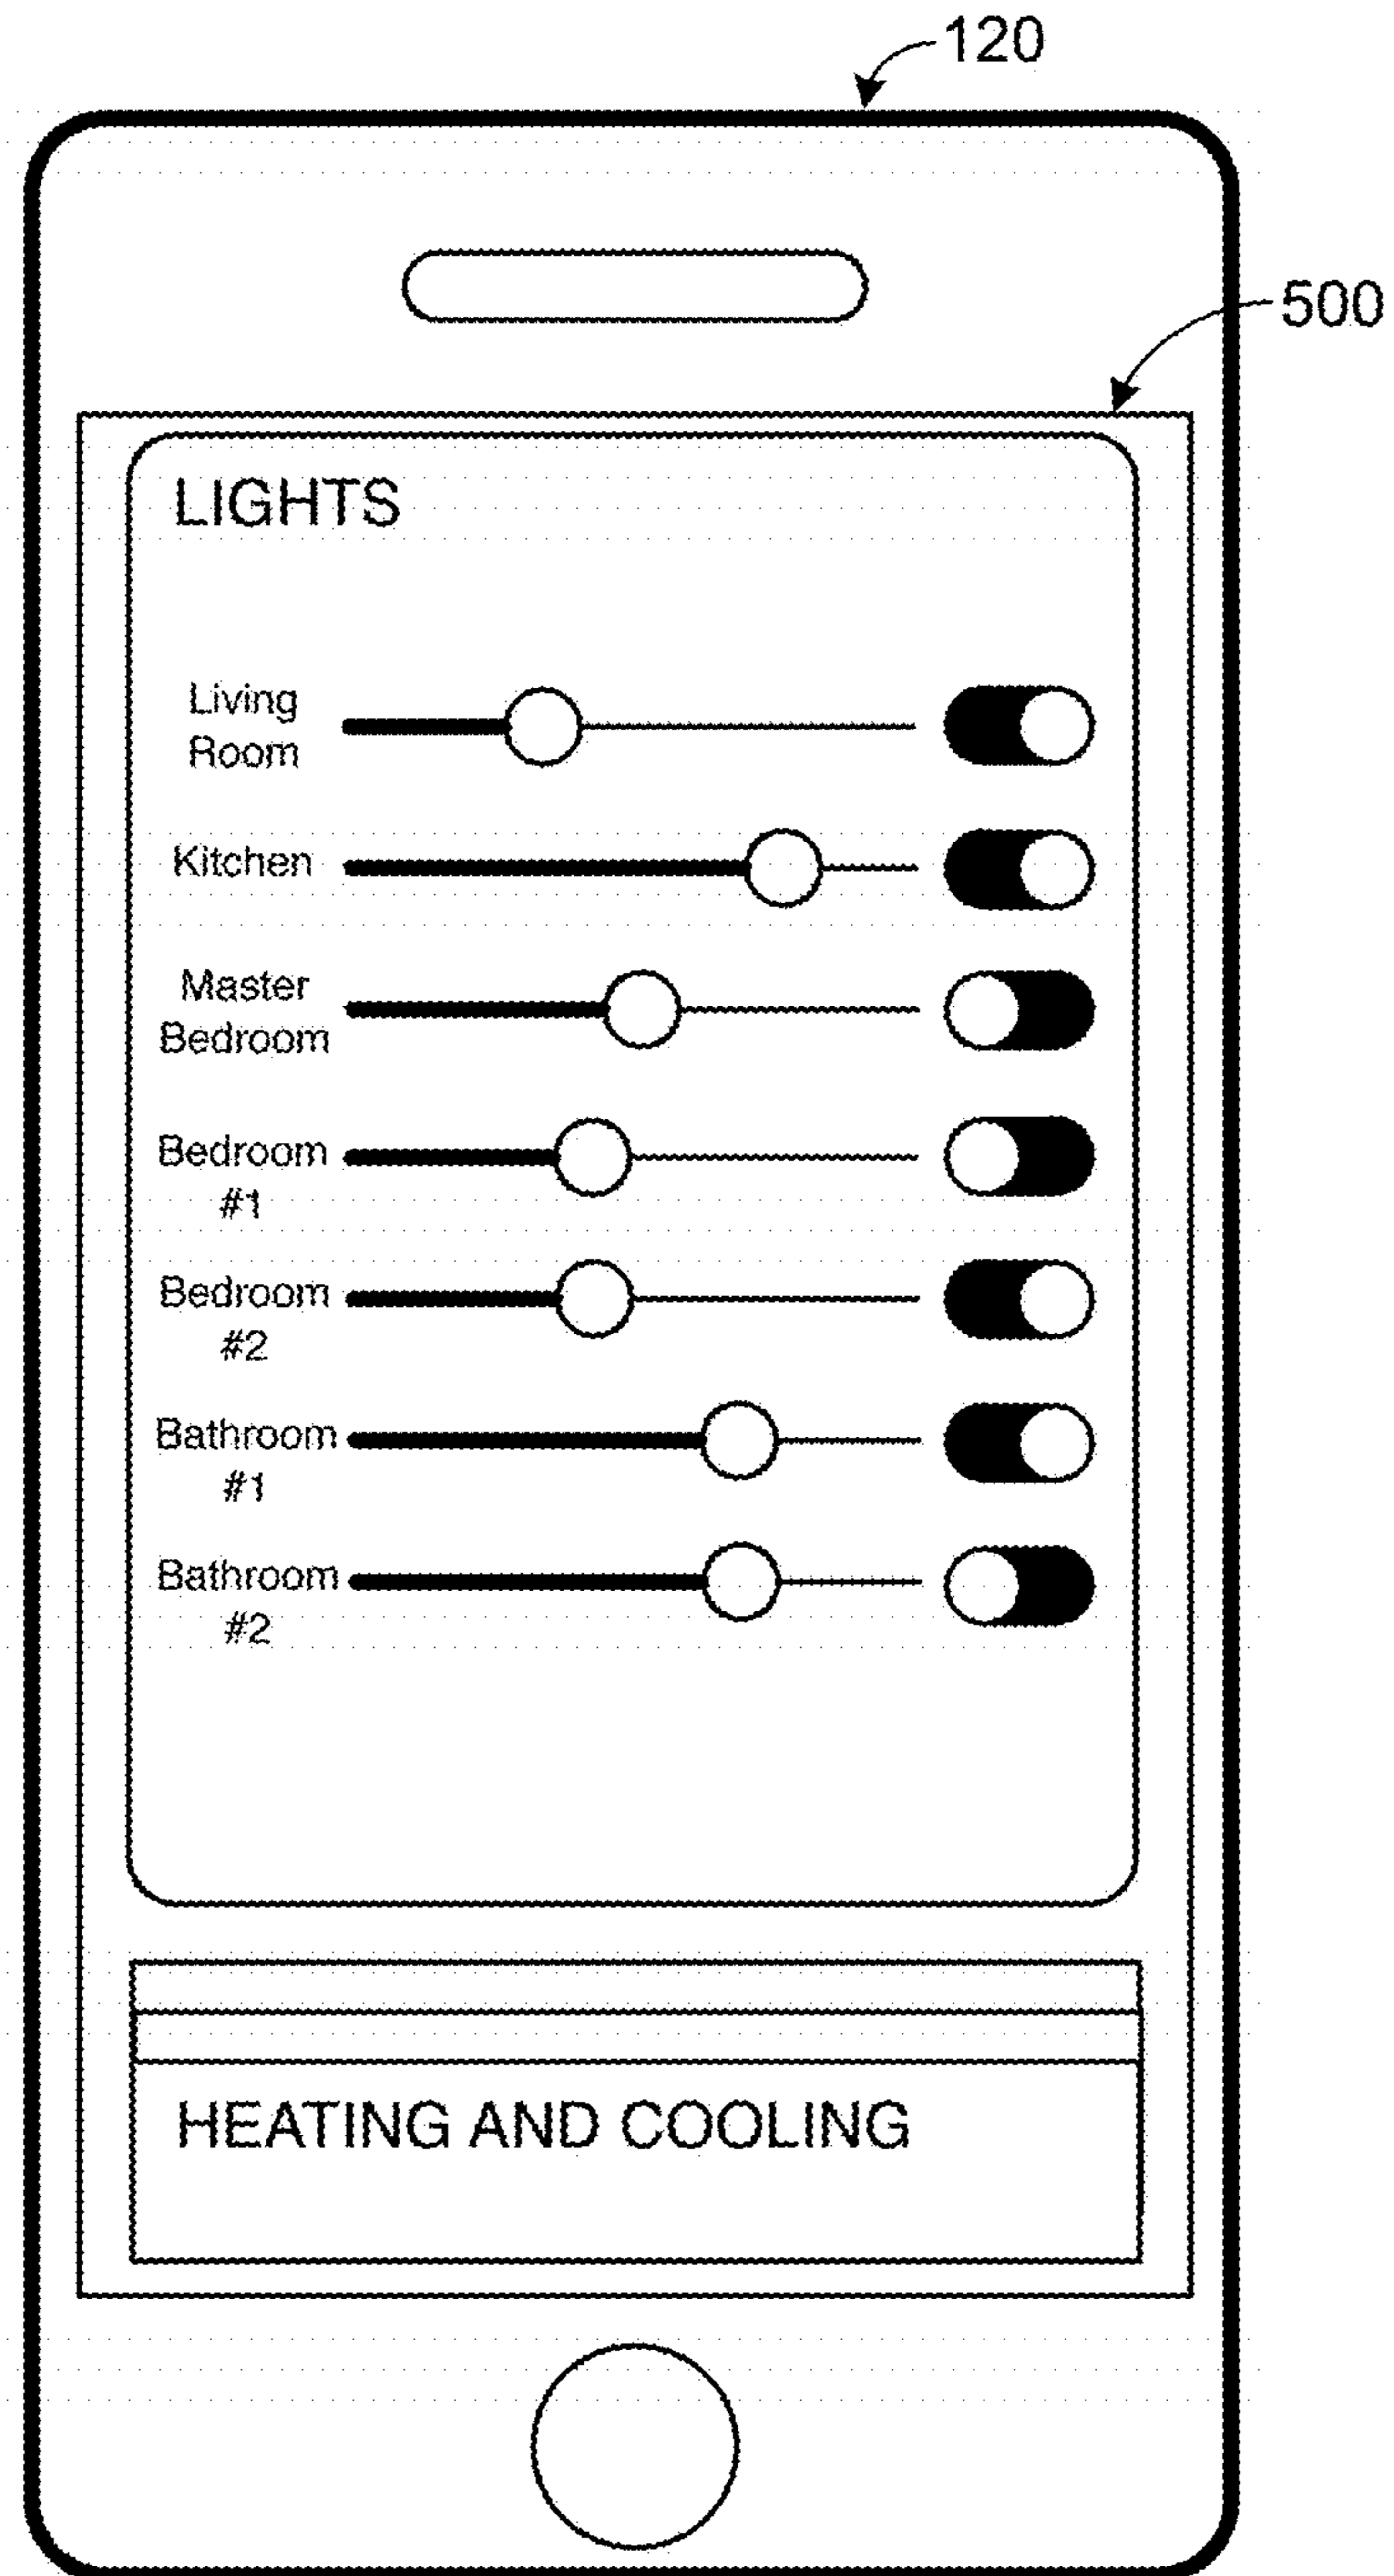 120
500
LIGHTS
Living
Room
Kitchen
Master
Bedroom
Bedroom
#1
Bedroom
#2
Bathroom
#1
Bathroom
#2
HEATING AND COOLING